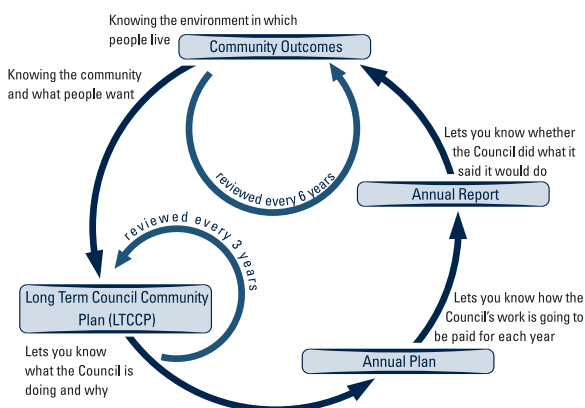 Knowing the environment in which
people live
Community Outcomes
Knowing the community
and what people want
reviewed every 6 years
Lets you know whether
the Council did what it
said it would do
Annual Report
reviewed every 3 years
Long Term Council Community
Plan (LTCCP)
Lets you know how the
Council's work is going to
be paid for each year
Lets you know
what the Council is
doing and why
Annual Plan